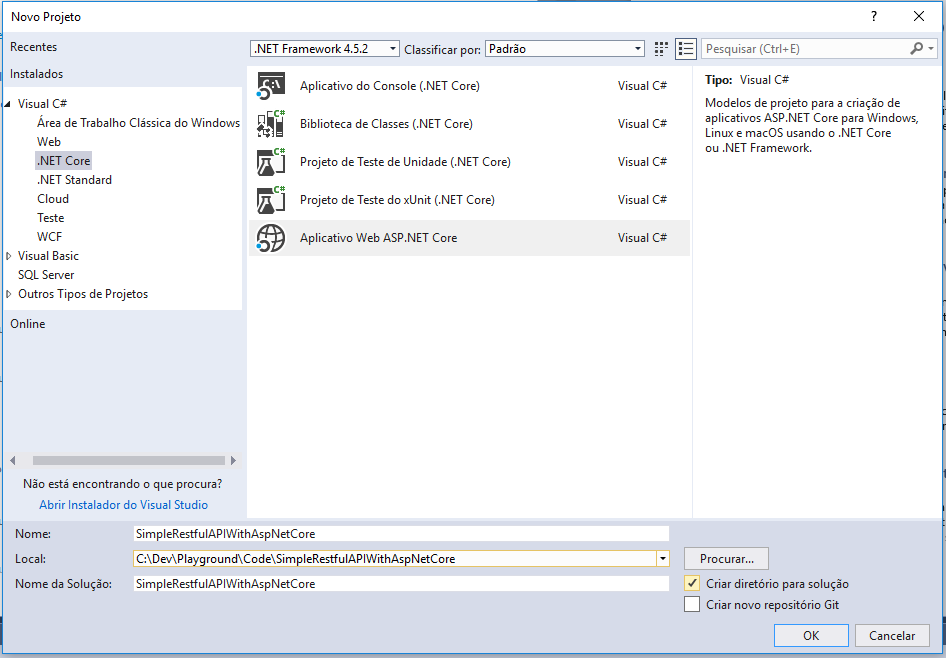 Novo Projeto
?
Recentes
.NET Framework 4.5.2
Classificar por:
Padrão
Pesquisar (Ctrl+E)
Instalados
Visual C#
Área de Trabalho Clássica do Windows
Web
.NET Core
.NET Standard
Cloud
Teste
WCF
Visual Basic
SQL Server
Outros Tipos de Projetos
Online
Não está encontrando o que procura?
Abrir Instalador do Visual Studio
Aplicativo do Console (.NET Core)
Visual C#
Biblioteca de Classes (.NET Core)
Visual C#
Projeto de Teste de Unidade (.NET Core)
Visual C#
Projeto de Teste do xUnit (.NET Core)
Visual C#
Aplicativo Web ASP.NET Core
Visual C#
Tipo: Visual C#
Modelos de projeto para a criação de
aplicativos ASP.NET Core para Windows,
Linux e macOS usando o .NET Core
ou .NET Framework.
Nome:
SimpleRestfulAPIWithAspNetCore
Local:
C:\Dev\Playground\Code\SimpleRestfulAPIWithAspNetCore
Procurar...
Nome da Solução:
SimpleRestfulAPIWithAspNetCore
Criar diretório para solução
Criar novo repositório Git
OK
Cancelar